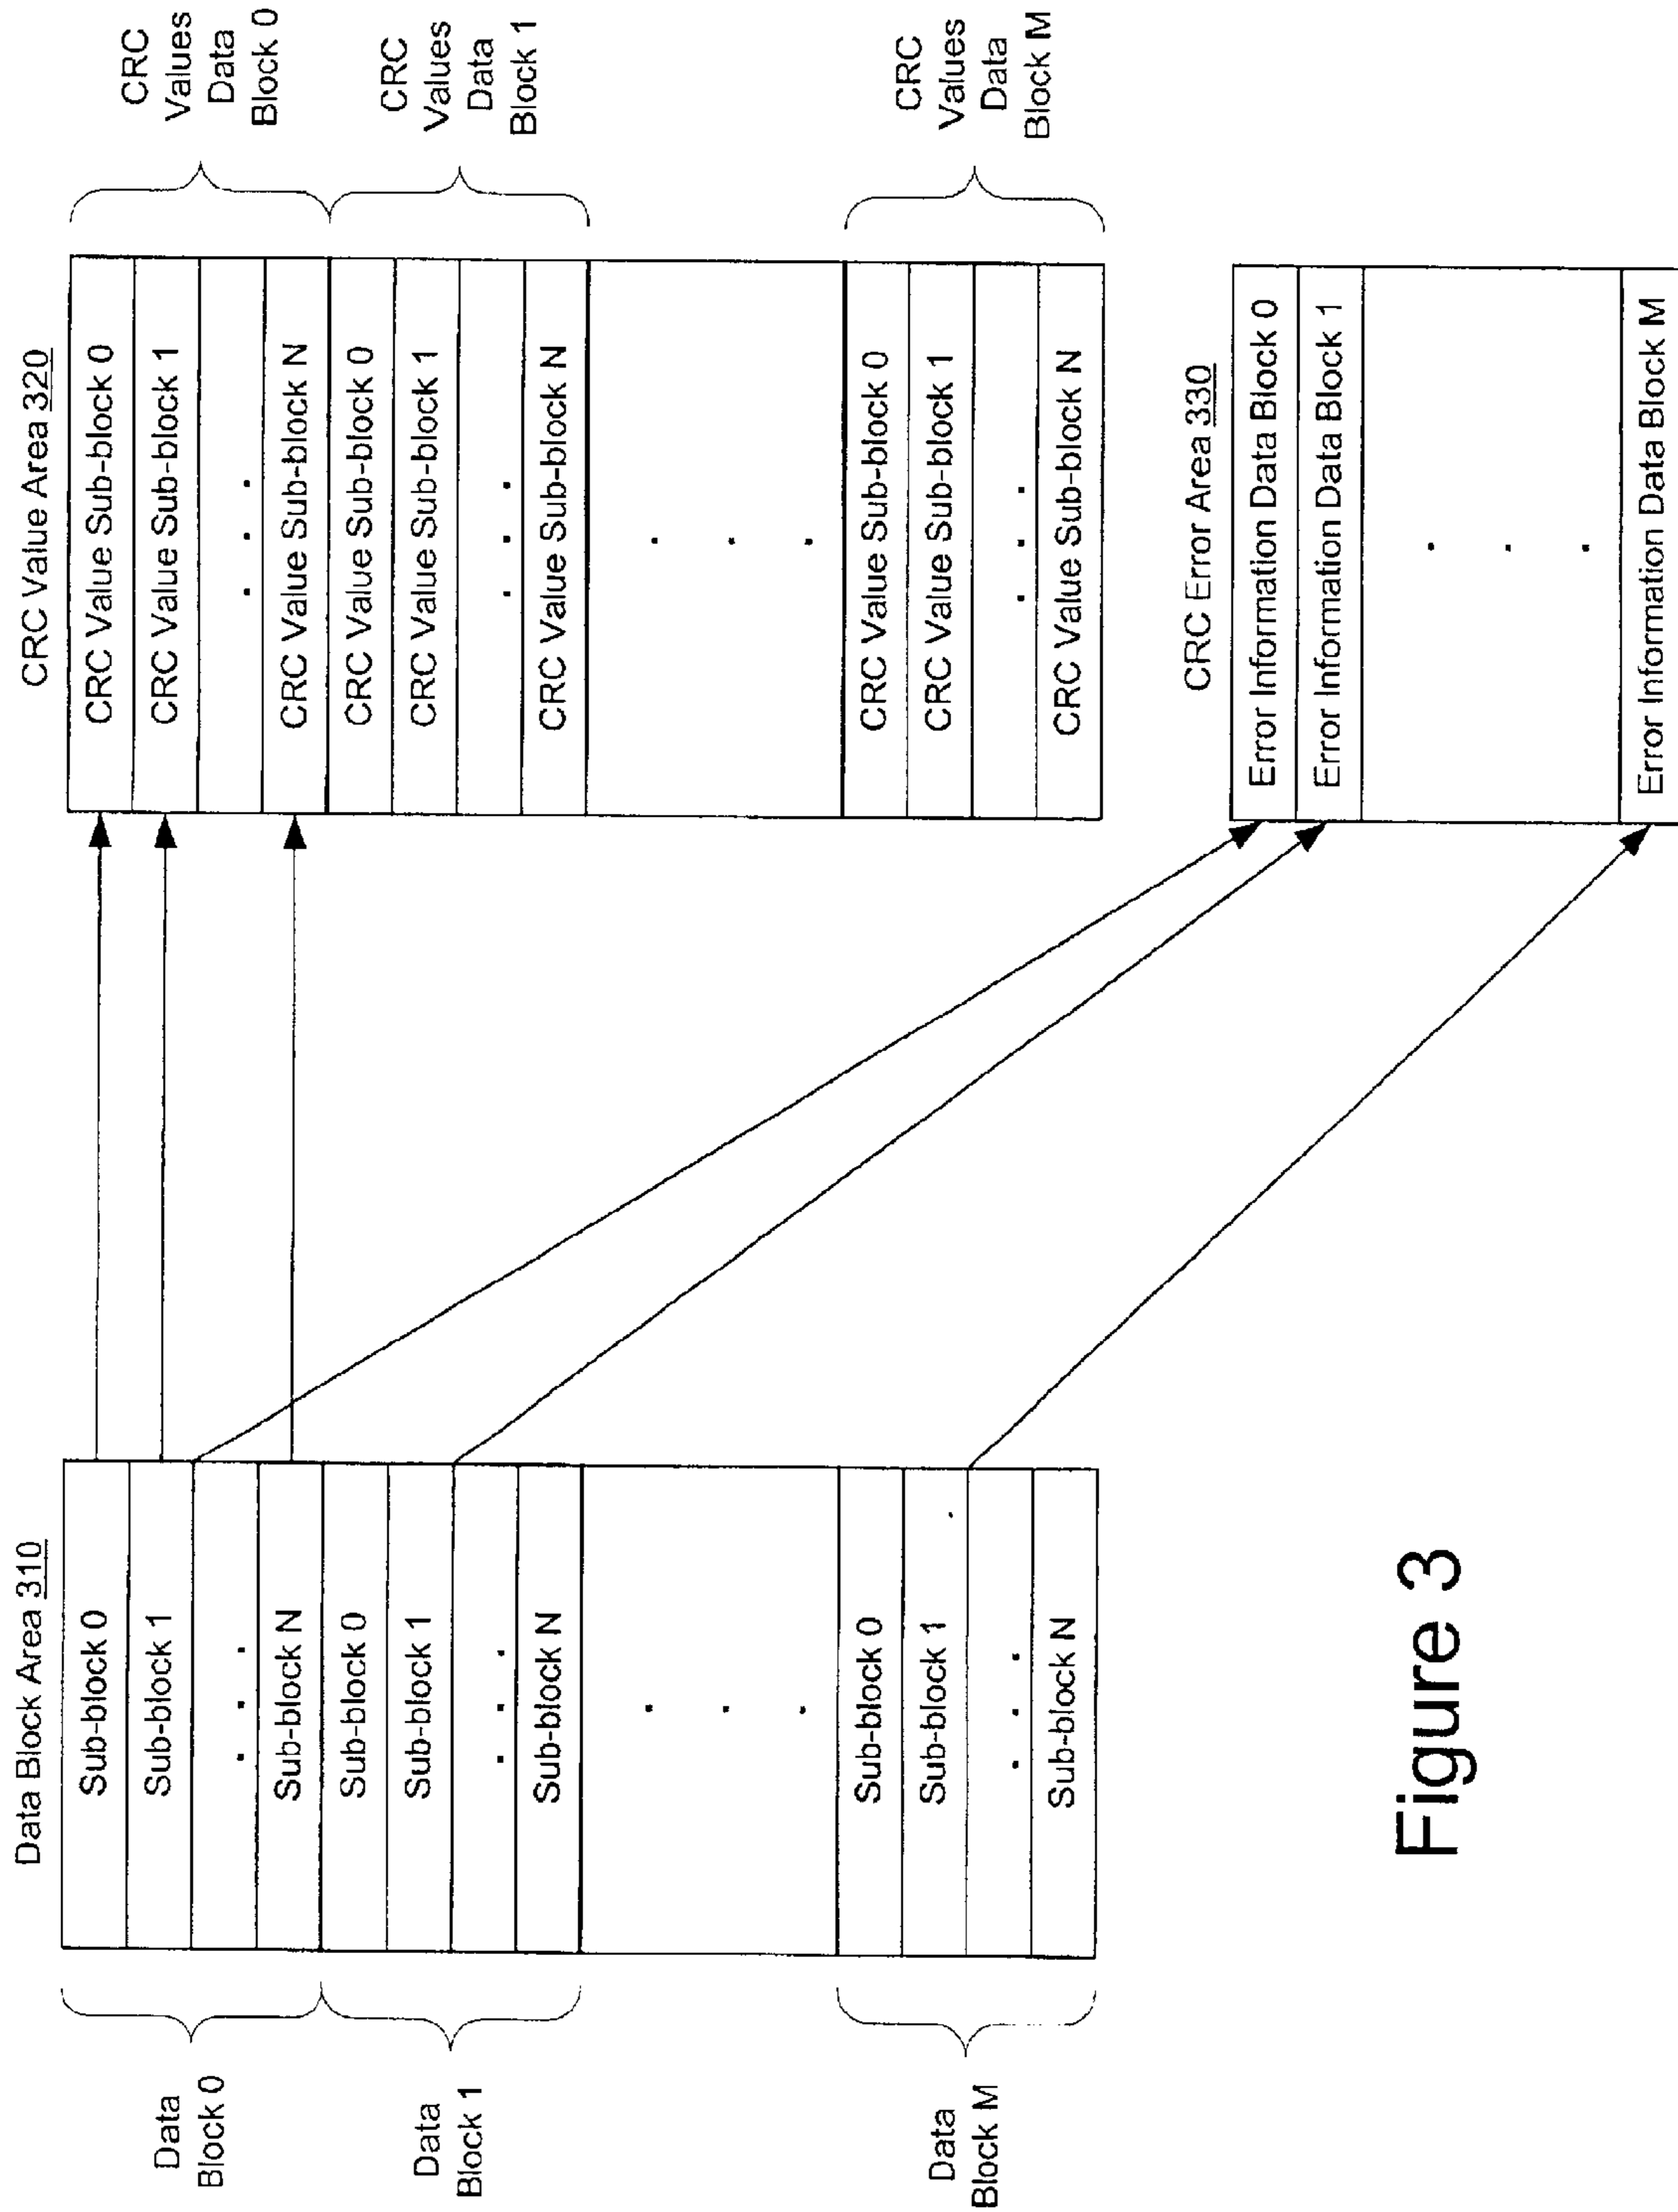 Data Block Area 310
Data
Block 0
Sub-block 0
Sub-block 1
. . .
Sub-block N
Data
Block 1
Sub-block 0
Sub-block 1
. . .
Sub-block N
.
.
.
Data
Block M
Sub-block 0
Sub-block 1
. . .
Sub-block N
CRC Value Area 320
CRC Value Sub-block 0
CRC Value Sub-block 1
. . .
CRC Value Sub-block N
CRC
Values
Data
Block 0
CRC Value Sub-block 0
CRC Value Sub-block 1
. . .
CRC Value Sub-block N
CRC
Values
Data
Block 1
.
.
.
CRC Value Sub-block 0
CRC Value Sub-block 1
. . .
CRC Value Sub-block N
CRC
Values
Data
Block M
CRC Error Area 330
Error Information Data Block 0
Error Information Data Block 1
.
.
.
Error Information Data Block M
Figure 3